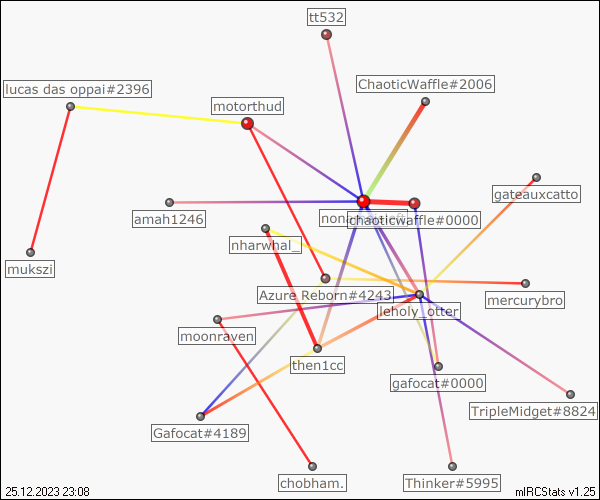 tt532
ChaoticWaffle#2006
lucas das oppai#2396
motorthud
gateauxcatto
amah1246
chaoticwaffle#0000
nharwhal_
mukszi
Azure Reborn#4243
mercurybro
leholy_otter
moonraven
then1cc
gafocat#0000
TripleMidget#8824
Gafocat#4189
chobham.
Thinker#5995
25.12.2023 23:08
mIRCStats v1.25